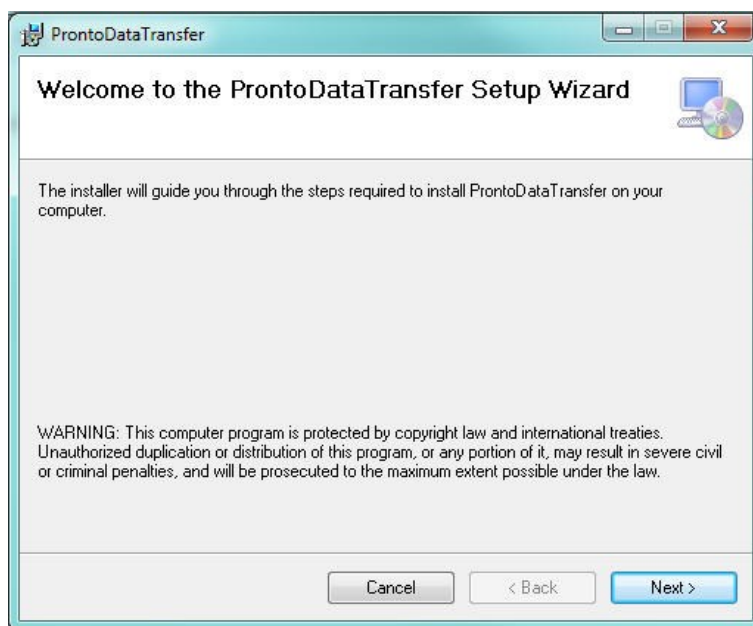 ProntoDataTransfer
Welcome to the ProntoDataTransfer Setup Wizard
The installer will guide you through the steps required to install ProntoDataTransfer on your
computer.
WARNING: This computer program is protected by copyright law and international treaties.
Unauthorized duplication or distribution of this program, or any portion of it, may result in severe civil
or criminal penalties, and will be prosecuted to the maximum extent possible under the law.
Cancel < Back Next >